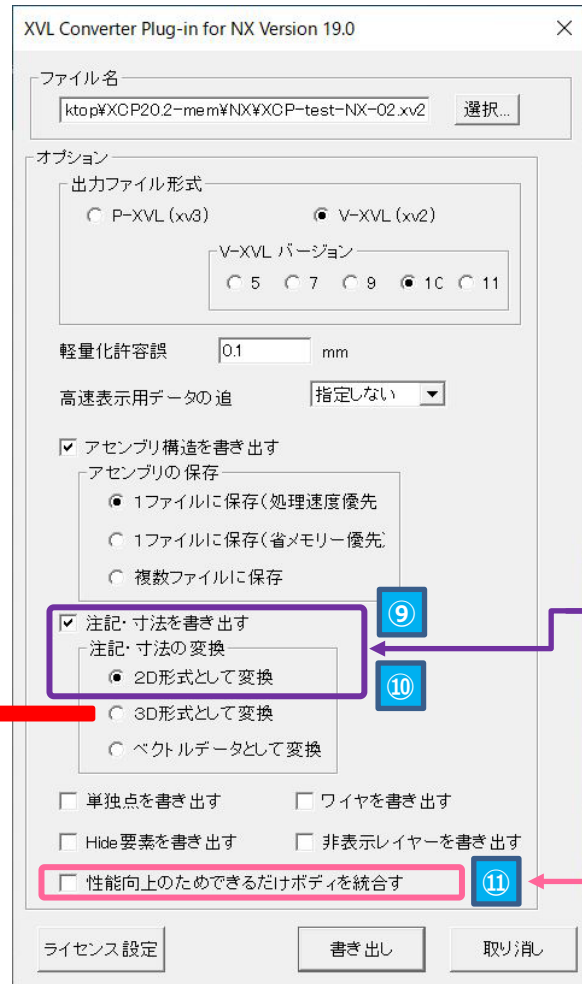 XVL Converter Plug-in for NX Version 19.0
ファイル名
ktop¥XCP20.2-mem¥NX¥XCP-test-NX-02.xv2
選択...
オプション
出力ファイル形式
P-XVL (xv3) V-XVL (xv2)
V-XVL バージョン
5 7 9 10 11
軽量化許容誤 0.1 mm
高速表示用データの追 指定しない
アセンブリ構造を書き出す
アセンブリの保存
1ファイルに保存(処理速度優先
1ファイルに保存(省メモリー優先)
複数ファイルに保存
注記・寸法を書き出す ⑨
注記・寸法の変換
2D形式として変換 ⑩
3D形式として変換
ベクトルデータとして変換
単独点を書き出す ワイヤを書き出す
Hide要素を書き出す 非表示レイヤーを書き出す
性能向上のためできるだけボディを統合す ⑪
ライセンス設定 書き出し 取り消し